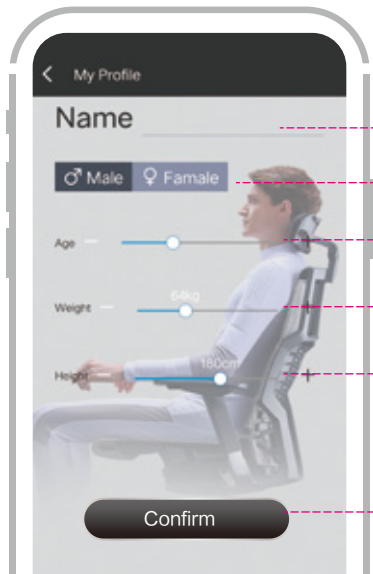 My Profile
Name
♂ Male ♀ Famale
Age
64kg
Weight
180cm
Height
Confirm